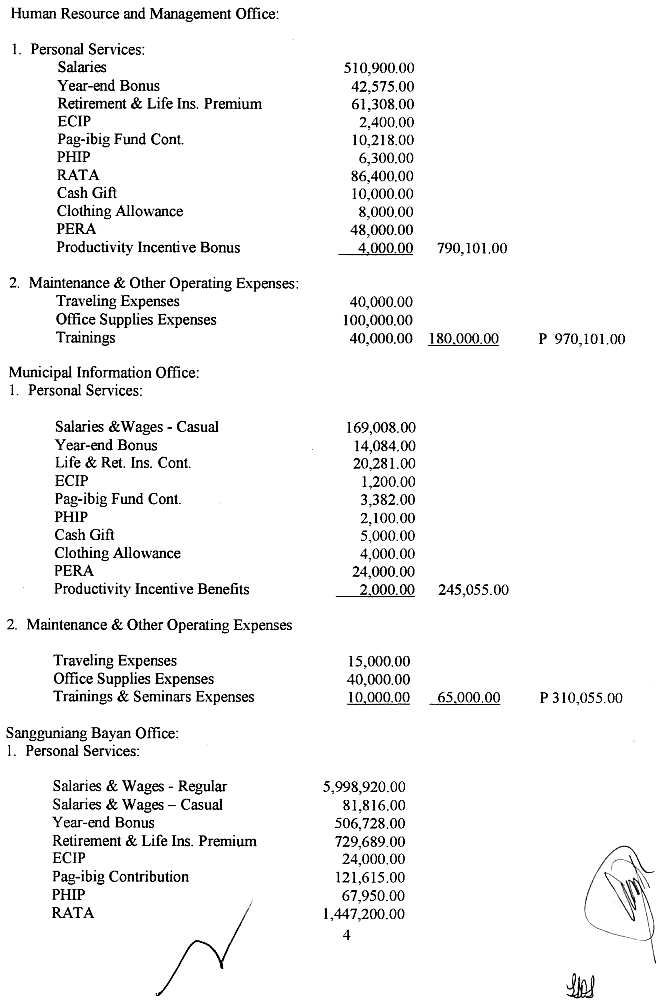 Human Resource and Management Office:
1. Personal Services:
Salaries 510,900.00
Year-end Bonus 42,575.00
Retirement & Life Ins. Premium 61,308.00
ECIP 2,400.00
Pag-ibig Fund Cont. 10,218.00
PHIP 6,300.00
RATA 86,400.00
Cash Gift 10,000.00
Clothing Allowance 8,000.00
PERA 48,000.00
Productivity Incentive Bonus 4,000.00 790,101.00
2. Maintenance & Other Operating Expenses:
Traveling Expenses 40,000.00
Office Supplies Expenses 100,000.00
Trainings 40,000.00 180,000.00 P 970,101.00
Municipal Information Office:
1. Personal Services:
Salaries &Wages - Casual 169,008.00
Year-end Bonus 14,084.00
Life & Ret. Ins. Cont. 20,281.00
ECIP 1,200.00
Pag-ibig Fund Cont. 3,382.00
PHIP 2,100.00
Cash Gift 5,000.00
Clothing Allowance 4,000.00
PERA 24,000.00
Productivity Incentive Benefits 2,000.00 245,055.00
2. Maintenance & Other Operating Expenses
Traveling Expenses 15,000.00
Office Supplies Expenses 40,000.00
Trainings & Seminars Expenses 10,000.00 65,000.00 P 310,055.00
Sangguniang Bayan Office:
1. Personal Services:
Salaries & Wages - Regular 5,998,920.00
Salaries & Wages – Casual 81,816.00
Year-end Bonus 506,728.00
Retirement & Life Ins. Premium 729,689.00
ECIP 24,000.00
Pag-ibig Contribution 121,615.00
PHIP 67,950.00
RATA 1,447,200.00
4